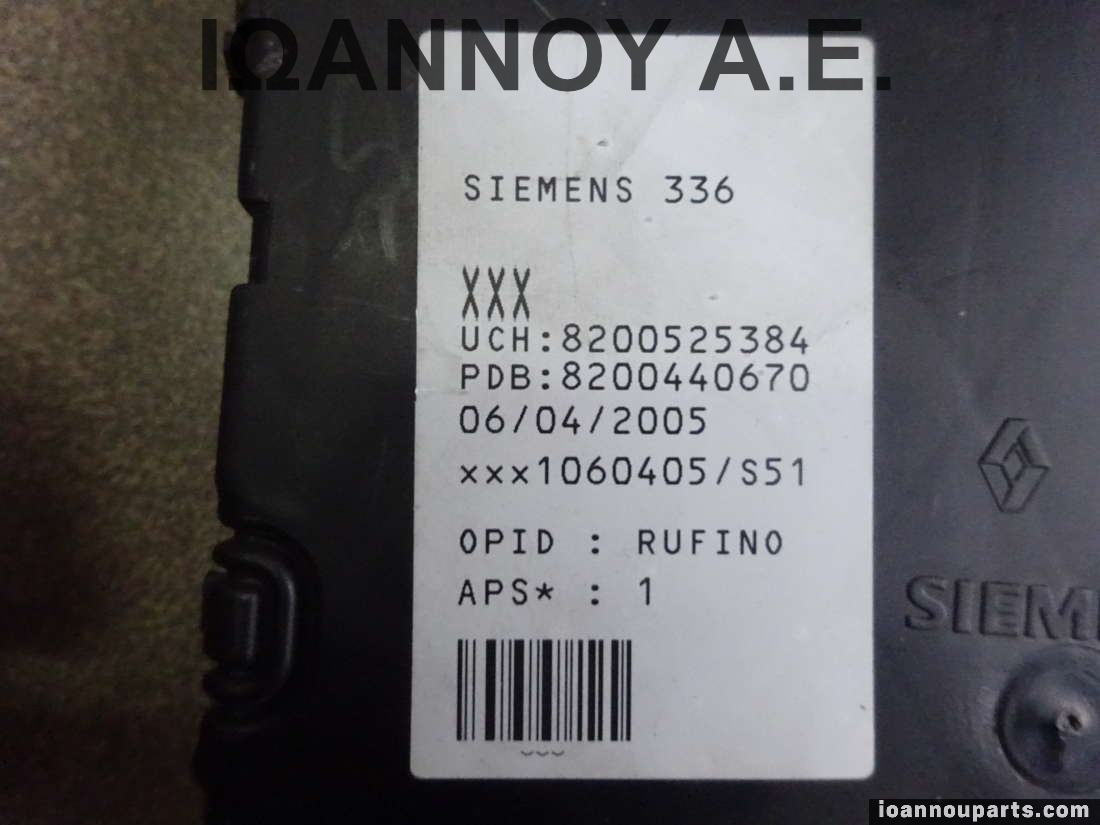 ΙΩΑΝΝΟΥ Α.Ε.
SIEMENS 336
XXX
UCH:8200525384
PDB:8200440670
06/04/2005
xxx1060405/S51
OPID : RUFINO
APS* : 1
SIEM
ioannouparts.com